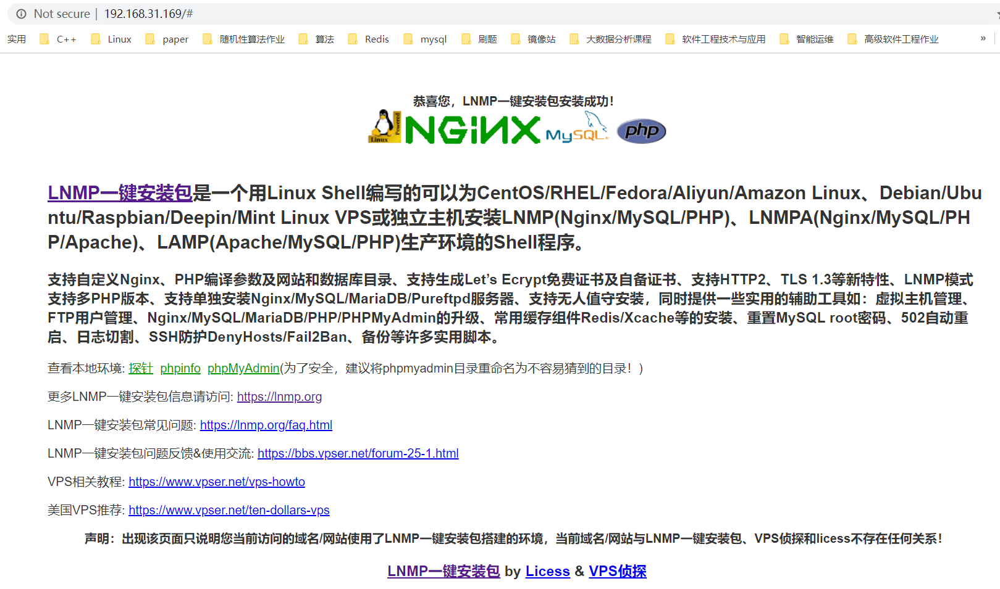 Not secure | 192.168.31.169/#
实用 C++ Linux paper 随机性算法作业 算法 Redis mysql 刷题 镜像站 大数据分析课程 软件工程技术与应用 智能运维 高级软件工程作业 »
恭喜您，LNMP一键安装包安装成功！
Linux Powered NGiNX MySQL php
LNMP一键安装包是一个用Linux Shell编写的可以为CentOS/RHEL/Fedora/Aliyun/Amazon Linux、Debian/Ubu
ntu/Raspbian/Deepin/Mint Linux VPS或独立主机安装LNMP(Nginx/MySQL/PHP)、LNMPA(Nginx/MySQL/PH
P/Apache)、LAMP(Apache/MySQL/PHP)生产环境的Shell程序。
支持自定义Nginx、PHP编译参数及网站和数据库目录、支持生成Let’s Ecrypt免费证书及自备证书、支持HTTP2、TLS 1.3等新特性、LNMP模式
支持多PHP版本、支持单独安装Nginx/MySQL/MariaDB/Pureftpd服务器、支持无人值守安装，同时提供一些实用的辅助工具如：虚拟主机管理、
FTP用户管理、Nginx/MySQL/MariaDB/PHP/PHPMyAdmin的升级、常用缓存组件Redis/Xcache等的安装、重置MySQL root密码、502自动重
启、日志切割、SSH防护DenyHosts/Fail2Ban、备份等许多实用脚本。
查看本地环境: 探针 phpinfo phpMyAdmin(为了安全，建议将phpmyadmin目录重命名为不容易猜到的目录！)
更多LNMP一键安装包信息请访问: https://lnmp.org
LNMP一键安装包常见问题: https://lnmp.org/faq.html
LNMP一键安装包问题反馈&使用交流: https://bbs.vpser.net/forum-25-1.html
VPS相关教程: https://www.vpser.net/vps-howto
美国VPS推荐: https://www.vpser.net/ten-dollars-vps
声明：出现该页面只说明您当前访问的域名/网站使用了LNMP一键安装包搭建的环境，当前域名/网站与LNMP一键安装包、VPS侦探和licess不存在任何关系！
LNMP一键安装包 by Licess & VPS侦探